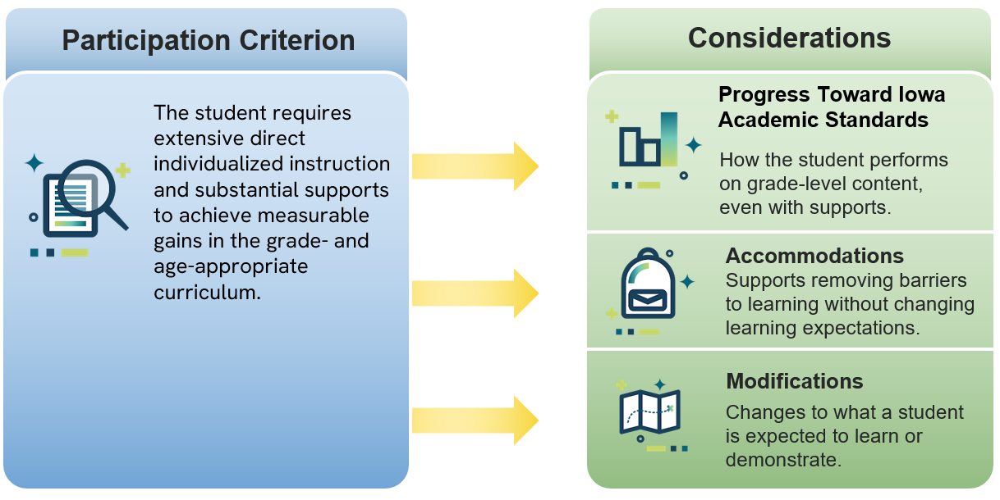 Participation Criterion
The student requires
extensive direct
individualized instruction
and substantial supports
to achieve measurable
gains in the grade- and
age-appropriate
curriculum.
Considerations
Progress Toward Iowa
Academic Standards
How the student performs
on grade-level content,
even with supports.
Accommodations
Supports removing barriers
to learning without changing
learning expectations.
Modifications
Changes to what a student
is expected to learn or
demonstrate.